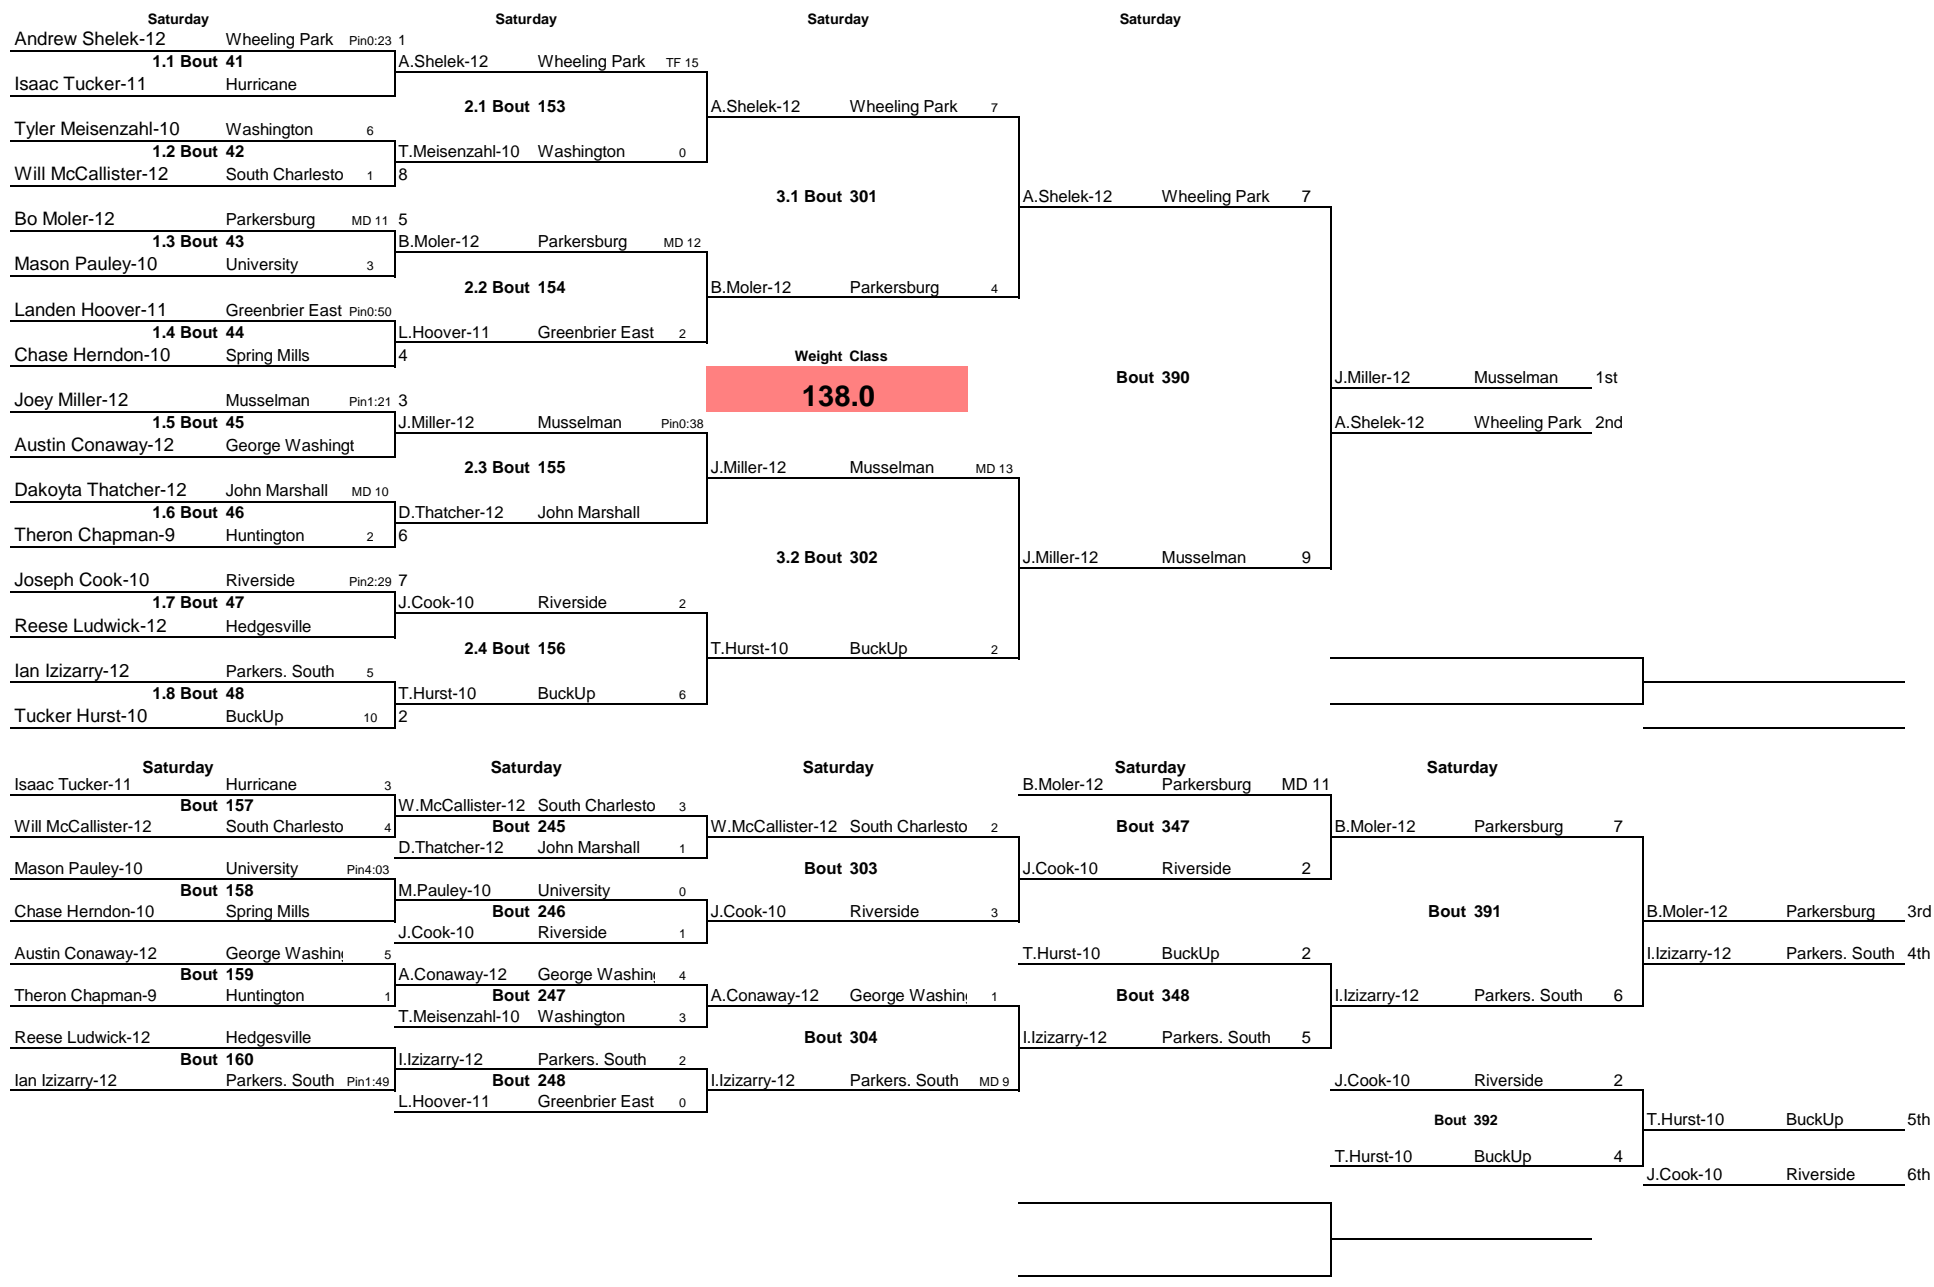 Saturday Saturday Saturday Saturday
Andrew Shelek-12 Wheeling Park Pin0:23 1
1.1 Bout 41 A.Shelek-12 Wheeling Park TF 15
Isaac Tucker-11 Hurricane
2.1 Bout 153 A.Shelek-12 Wheeling Park 7
Tyler Meisenzahl-10 Washington 6
1.2 Bout 42 T.Meisenzahl-10 Washington 0
Will McCallister-12 South Charlesto 1 8
3.1 Bout 301 A.Shelek-12 Wheeling Park 7
Bo Moler-12 Parkersburg MD 11 5
1.3 Bout 43 B.Moler-12 Parkersburg MD 12
Mason Pauley-10 University 3
2.2 Bout 154 B.Moler-12 Parkersburg 4
Landen Hoover-11 Greenbrier East Pin0:50
1.4 Bout 44 L.Hoover-11 Greenbrier East 2
Chase Herndon-10 Spring Mills 4 Weight Class
Bout 390 J.Miller-12 Musselman 1st
Joey Miller-12 Musselman Pin1:21 3 138.0
1.5 Bout 45 J.Miller-12 Musselman Pin0:38 A.Shelek-12 Wheeling Park 2nd
Austin Conaway-12 George Washingt
2.3 Bout 155 J.Miller-12 Musselman MD 13
Dakoyta Thatcher-12 John Marshall MD 10
1.6 Bout 46 D.Thatcher-12 John Marshall
Theron Chapman-9 Huntington 2 6
3.2 Bout 302 J.Miller-12 Musselman 9
Joseph Cook-10 Riverside Pin2:29 7
1.7 Bout 47 J.Cook-10 Riverside 2
Reese Ludwick-12 Hedgesville
2.4 Bout 156 T.Hurst-10 BuckUp 2
Ian Izizarry-12 Parkers. South 5
1.8 Bout 48 T.Hurst-10 BuckUp 6
Tucker Hurst-10 BuckUp 10 2
Saturday Saturday Saturday Saturday Saturday
Isaac Tucker-11 Hurricane 3 B.Moler-12 Parkersburg MD 11
Bout 157 W.McCallister-12 South Charlesto 3
Will McCallister-12 South Charlesto 4 Bout 245 W.McCallister-12 South Charlesto 2 Bout 347 B.Moler-12 Parkersburg 7
D.Thatcher-12 John Marshall 1
Mason Pauley-10 University Pin4:03 Bout 303 J.Cook-10 Riverside 2
Bout 158 M.Pauley-10 University 0
Chase Herndon-10 Spring Mills Bout 246 J.Cook-10 Riverside 3 Bout 391 B.Moler-12 Parkersburg 3rd
J.Cook-10 Riverside 1
Austin Conaway-12 George Washin 5 T.Hurst-10 BuckUp 2 I.Izizarry-12 Parkers. South 4th
Bout 159 A.Conaway-12 George Washin 4
Theron Chapman-9 Huntington 1 Bout 247 A.Conaway-12 George Washin 1 Bout 348 I.Izizarry-12 Parkers. South 6
T.Meisenzahl-10 Washington 3
Reese Ludwick-12 Hedgesville Bout 304 I.Izizarry-12 Parkers. South 5
Bout 160 I.Izizarry-12 Parkers. South 2
Ian Izizarry-12 Parkers. South Pin1:49 Bout 248 I.Izizarry-12 Parkers. South MD 9 J.Cook-10 Riverside 2
L.Hoover-11 Greenbrier East 0
Bout 392 T.Hurst-10 BuckUp 5th
T.Hurst-10 BuckUp 4
J.Cook-10 Riverside 6th